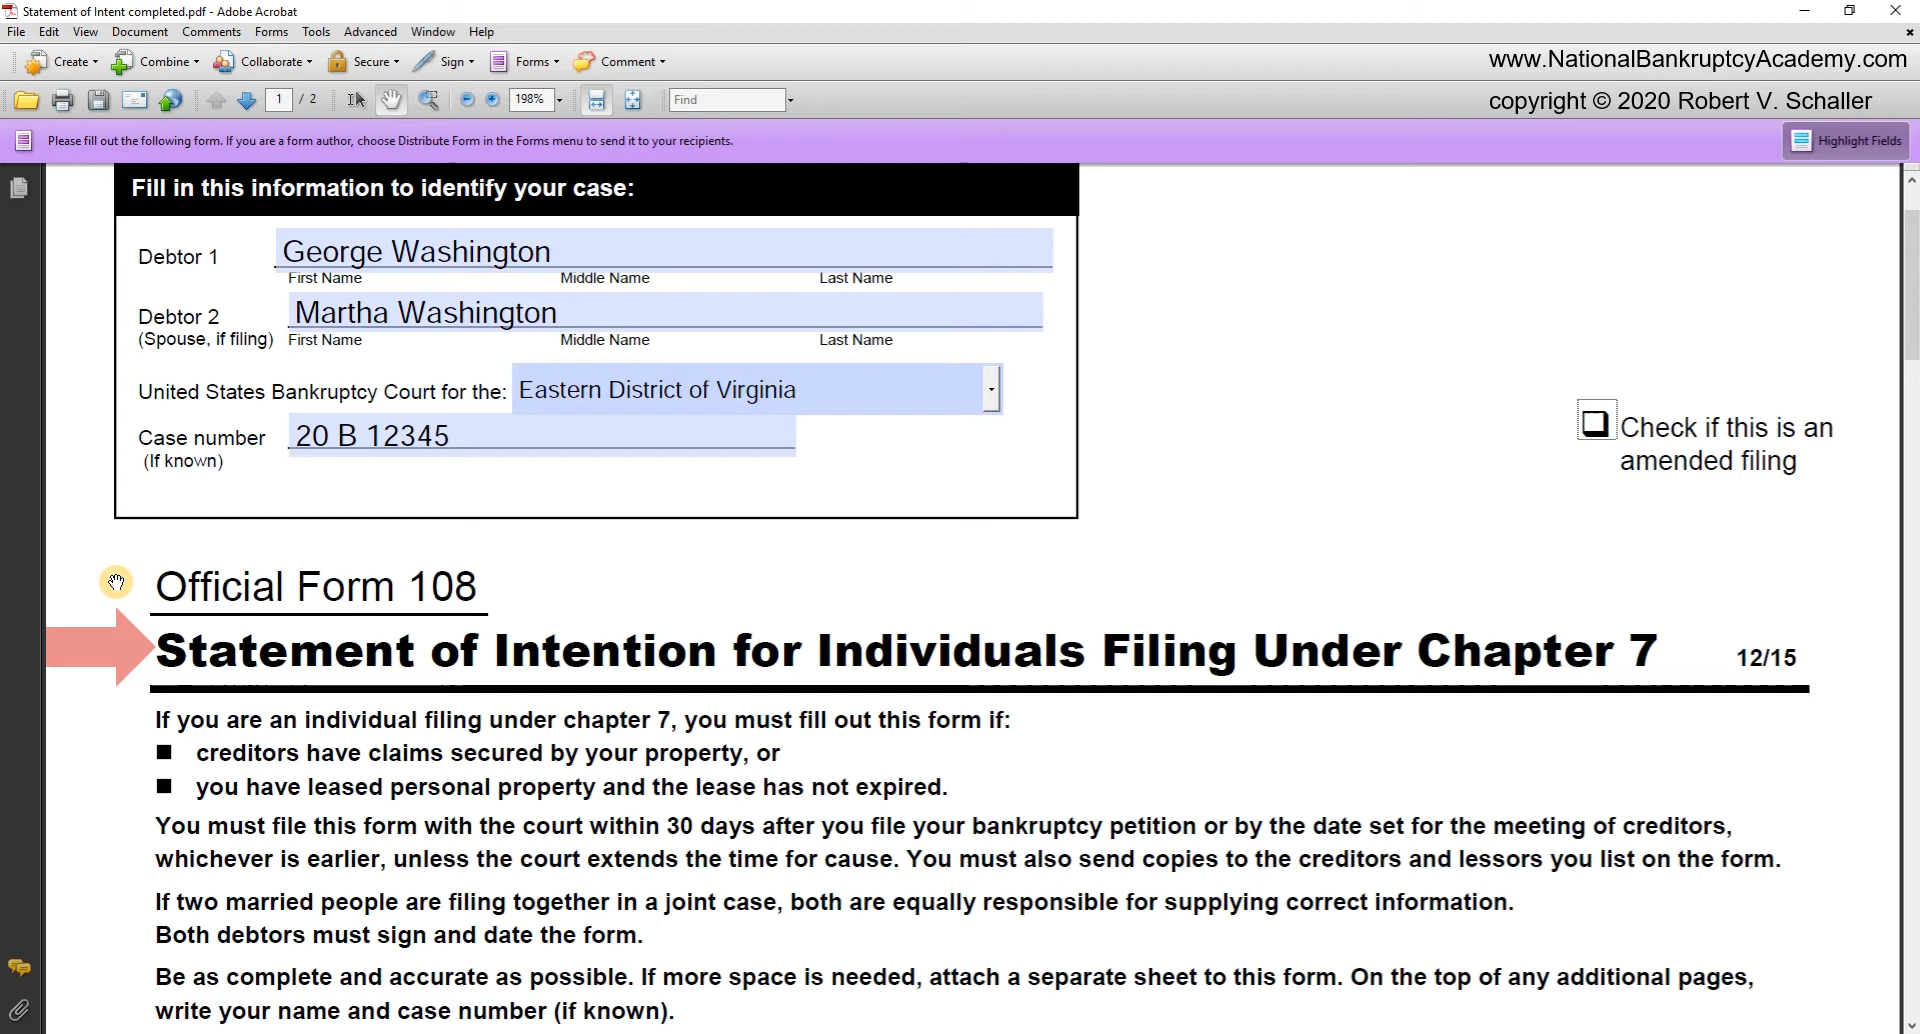 Statement of Intent completed.pdf - Adobe Acrobat
File Edit View Document Comments Forms Tools Advanced Window Help
Create Combine Collaborate Secure Sign Forms Comment
www.NationalBankruptcyAcademy.com
1 / 2 198% Find
copyright © 2020 Robert V. Schaller
Please fill out the following form. If you are a form author, choose Distribute Form in the Forms menu to send it to your recipients.
Highlight Fields
Fill in this information to identify your case:
Debtor 1 George Washington
First Name Middle Name Last Name
Debtor 2 Martha Washington
(Spouse, if filing) First Name Middle Name Last Name
United States Bankruptcy Court for the: Eastern District of Virginia
Case number 20 B 12345
(If known)
Check if this is an
amended filing
Official Form 108
Statement of Intention for Individuals Filing Under Chapter 7 12/15
If you are an individual filing under chapter 7, you must fill out this form if:
■ creditors have claims secured by your property, or
■ you have leased personal property and the lease has not expired.
You must file this form with the court within 30 days after you file your bankruptcy petition or by the date set for the meeting of creditors,
whichever is earlier, unless the court extends the time for cause. You must also send copies to the creditors and lessors you list on the form.
If two married people are filing together in a joint case, both are equally responsible for supplying correct information.
Both debtors must sign and date the form.
Be as complete and accurate as possible. If more space is needed, attach a separate sheet to this form. On the top of any additional pages,
write your name and case number (if known).